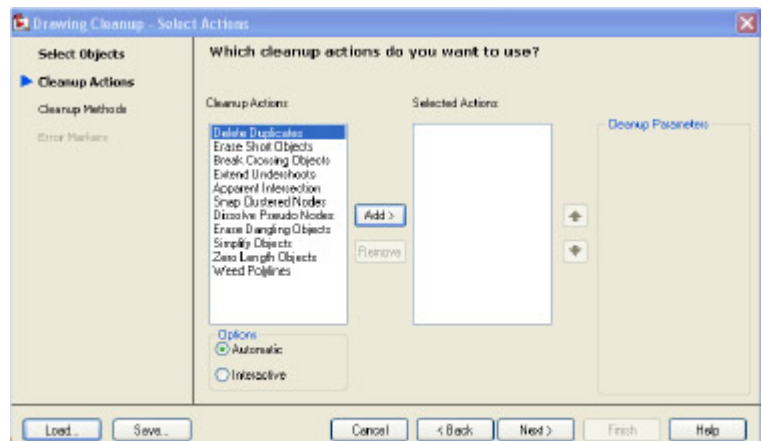 Drawing Cleanup - Select Actions
Select Objects
Cleanup Actions
Cleanup Methods
Error Markers
Which cleanup actions do you want to use?
Cleanup Actions:
Delete Duplicates
Erase Short Objects
Break Crossing Objects
Extend Undershoots
Apparent Intersection
Snap Clustered Nodes
Dissolve Pseudo Nodes
Erase Dangling Objects
Simplify Objects
Zero Length Objects
Weed Polylines
Options
Automatic
Interactive
Add >
Remove
Selected Actions:
Cleanup Parameters
Load...
Save...
Cancel
< Back
Next >
Finish
Help